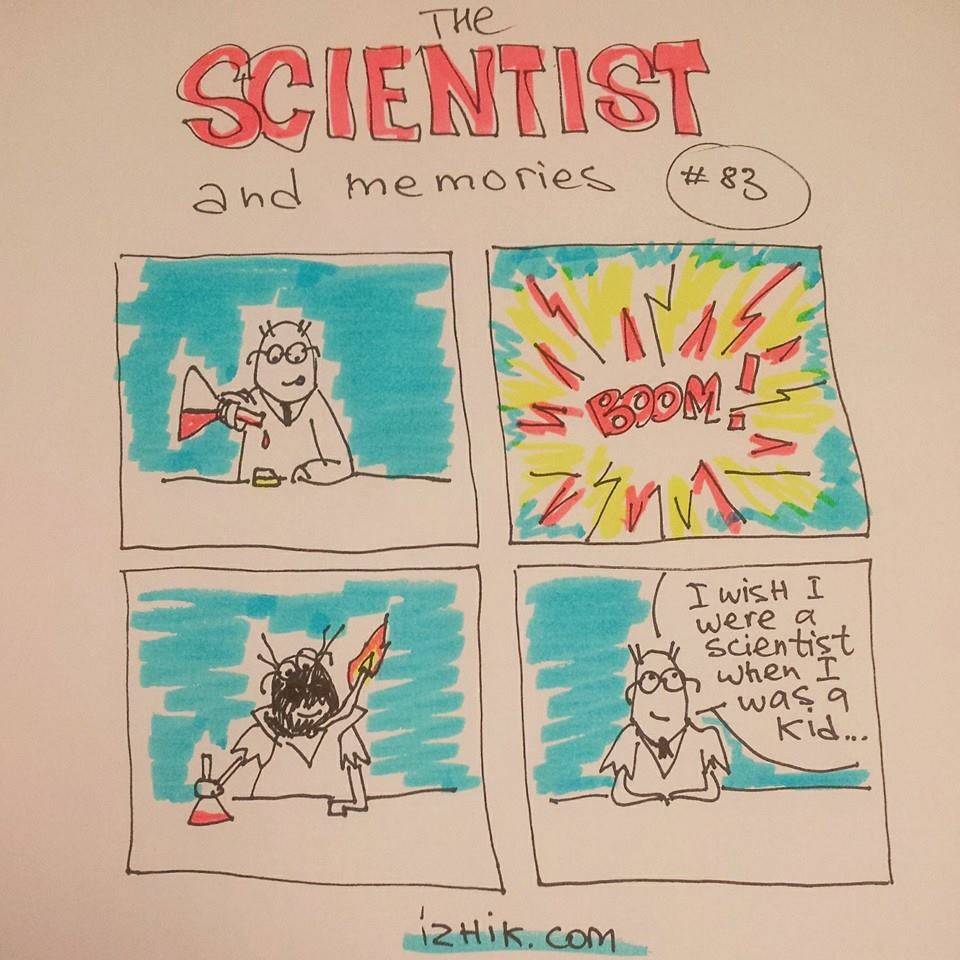 THE
SCIENTIST
and memories
# 83
BOOM!
I wisH I
were a
scientist
when I
was a
Kid...
izHik.com